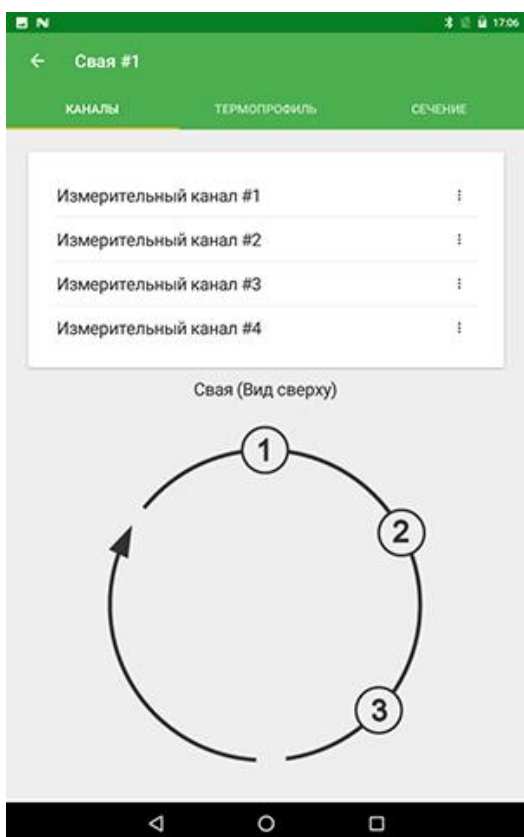 17:06
Свая #1
КАНАЛЫ ТЕРМОПРОФИЛЬ СЕЧЕНИЕ
Измерительный канал #1
Измерительный канал #2
Измерительный канал #3
Измерительный канал #4
Свая (Вид сверху)
1
2
3